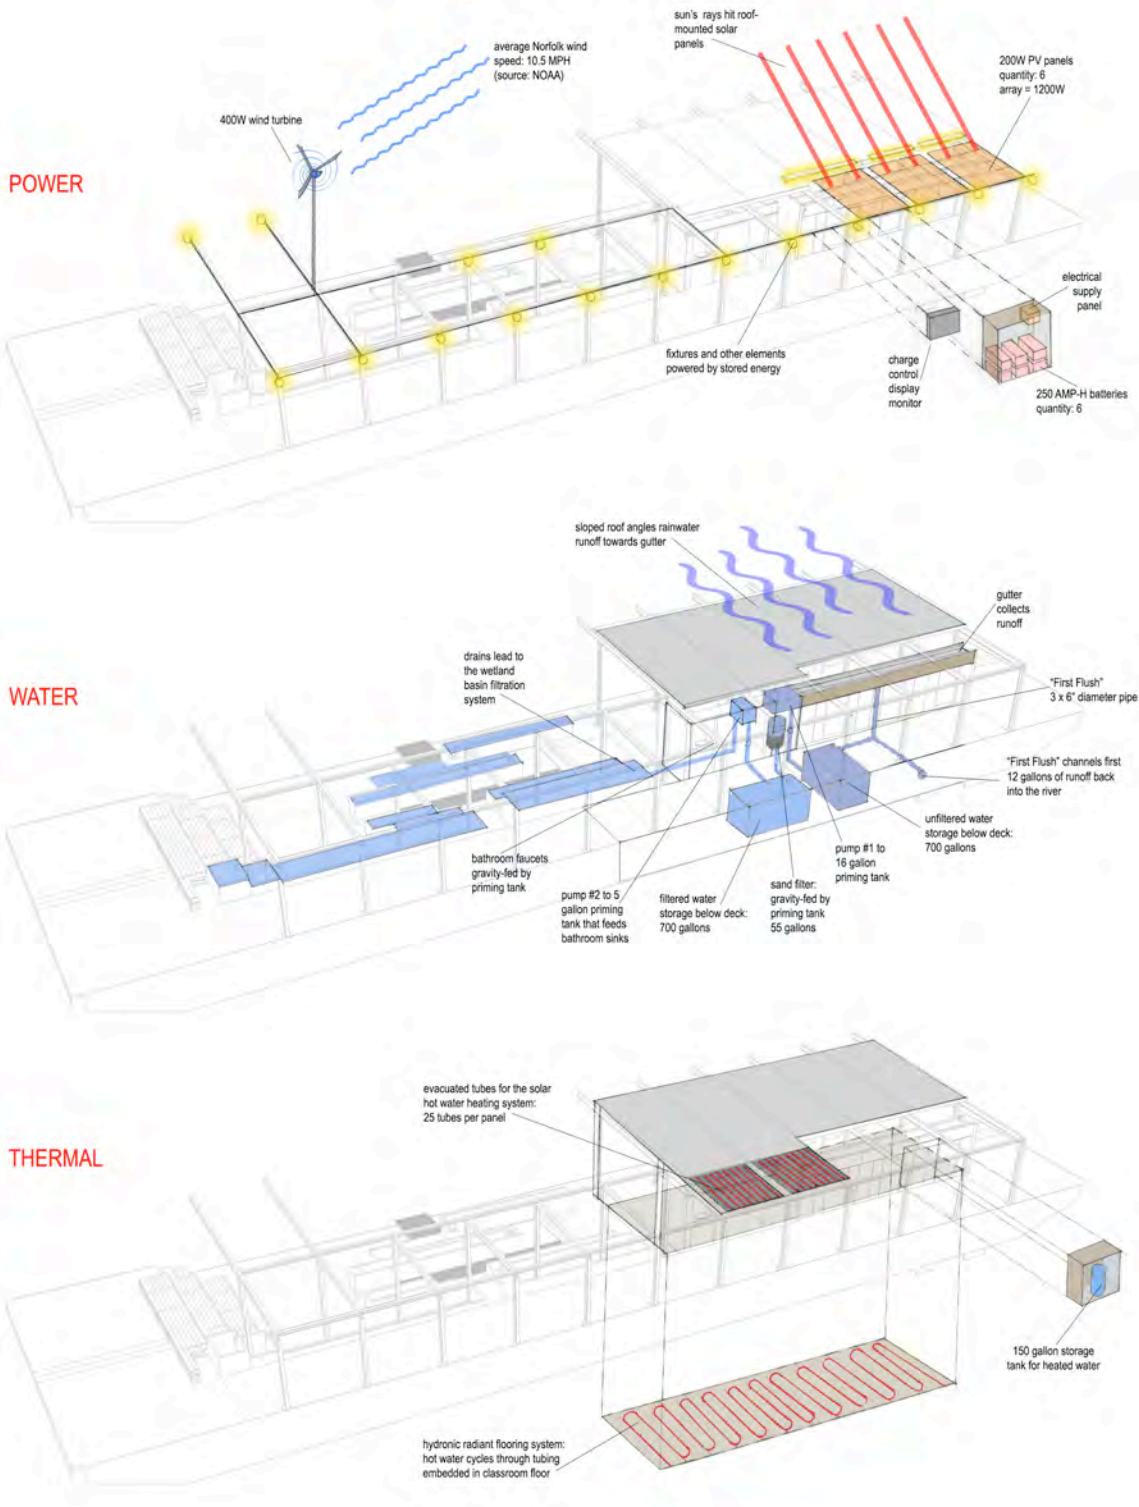 sun's rays hit roof-
mounted solar
panels
average Norfolk wind
speed: 10.5 MPH
(source: NOAA)
200W PV panels
quantity: 6
array = 1200W
400W wind turbine
POWER
electrical
supply
panel
fixtures and other elements
powered by stored energy
charge
control
display
monitor
250 AMP-H batteries
quantity: 6
sloped roof angles rainwater
runoff towards gutter
gutter
collects
runoff
drains lead to
the wetland
basin filtration
system
WATER
"First Flush"
3 x 6" diameter pipe
"First Flush" channels first
12 gallons of runoff back
into the river
unfiltered water
storage below deck:
700 gallons
bathroom faucets
gravity-fed by
priming tank
pump #1 to
16 gallon
priming tank
pump #2 to 5
gallon priming
tank that feeds
bathroom sinks
filtered water
storage below deck:
700 gallons
sand filter:
gravity-fed by
priming tank
55 gallons
evacuated tubes for the solar
hot water heating system:
25 tubes per panel
THERMAL
150 gallon storage
tank for heated water
hydronic radiant flooring system:
hot water cycles through tubing
embedded in classroom floor